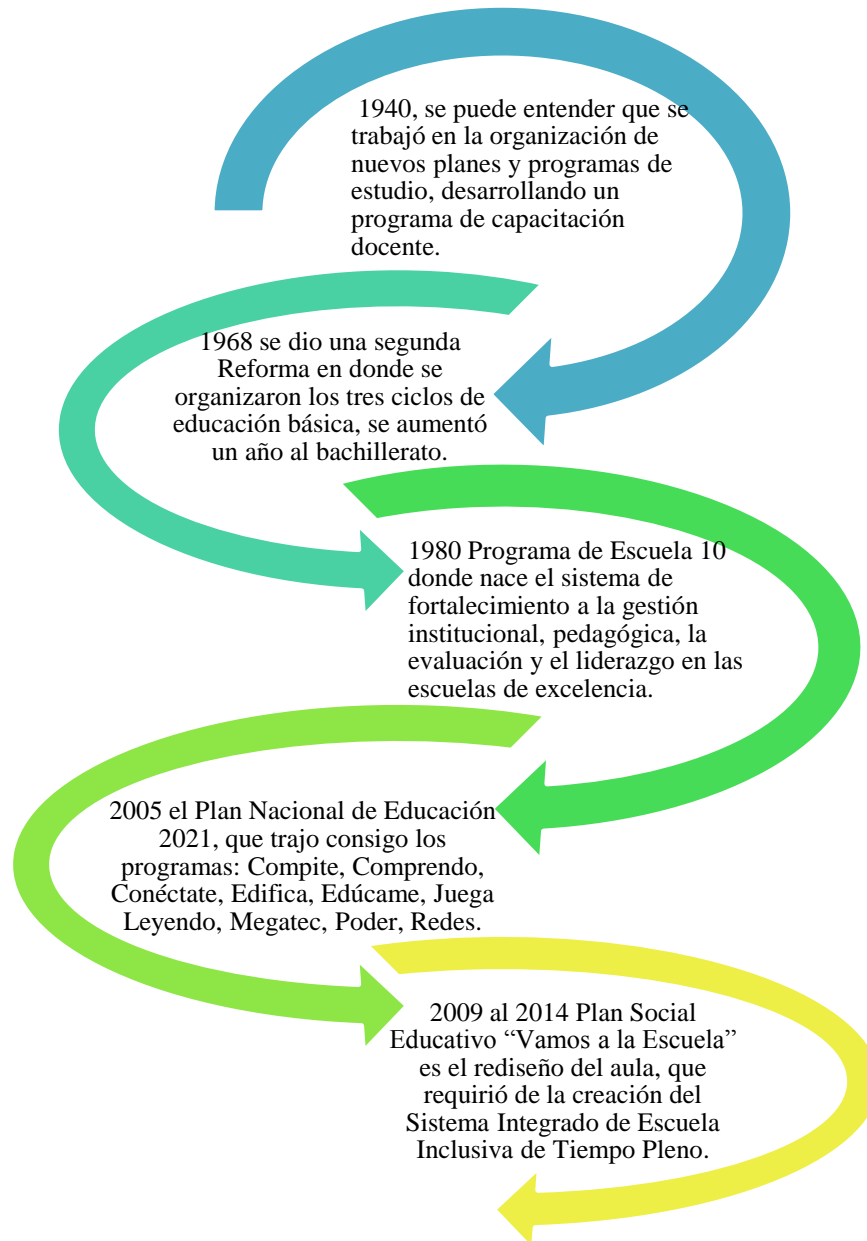 1940, se puede entender que se
trabajó en la organización de
nuevos planes y programas de
estudio, desarrollando un
programa de capacitación
docente.
1968 se dio una segunda
Reforma en donde se
organizaron los tres ciclos de
educación básica, se aumentó
un año al bachillerato.
1980 Programa de Escuela 10
donde nace el sistema de
fortalecimiento a la gestión
institucional, pedagógica, la
evaluación y el liderazgo en las
escuelas de excelencia.
2005 el Plan Nacional de Educación
2021, que trajo consigo los
programas: Compite, Comprendo,
Conéctate, Edifica, Edúcame, Juega
Leyendo, Megatec, Poder, Redes.
2009 al 2014 Plan Social
Educativo “Vamos a la Escuela”
es el rediseño del aula, que
requirió de la creación del
Sistema Integrado de Escuela
Inclusiva de Tiempo Pleno.